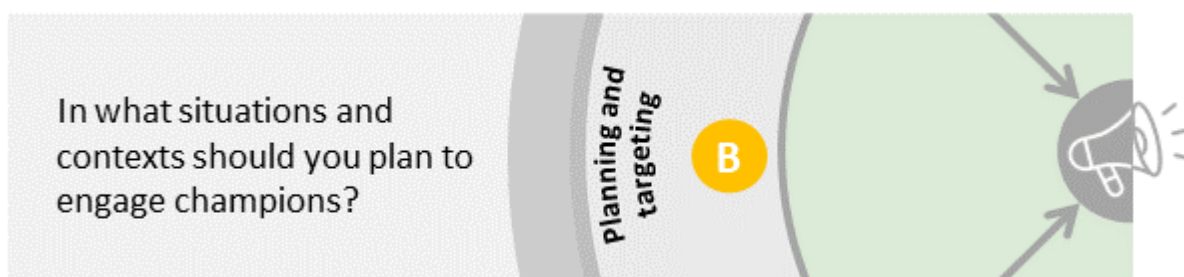 In what situations and
contexts should you plan to
engage champions?
Planning and
targeting
B